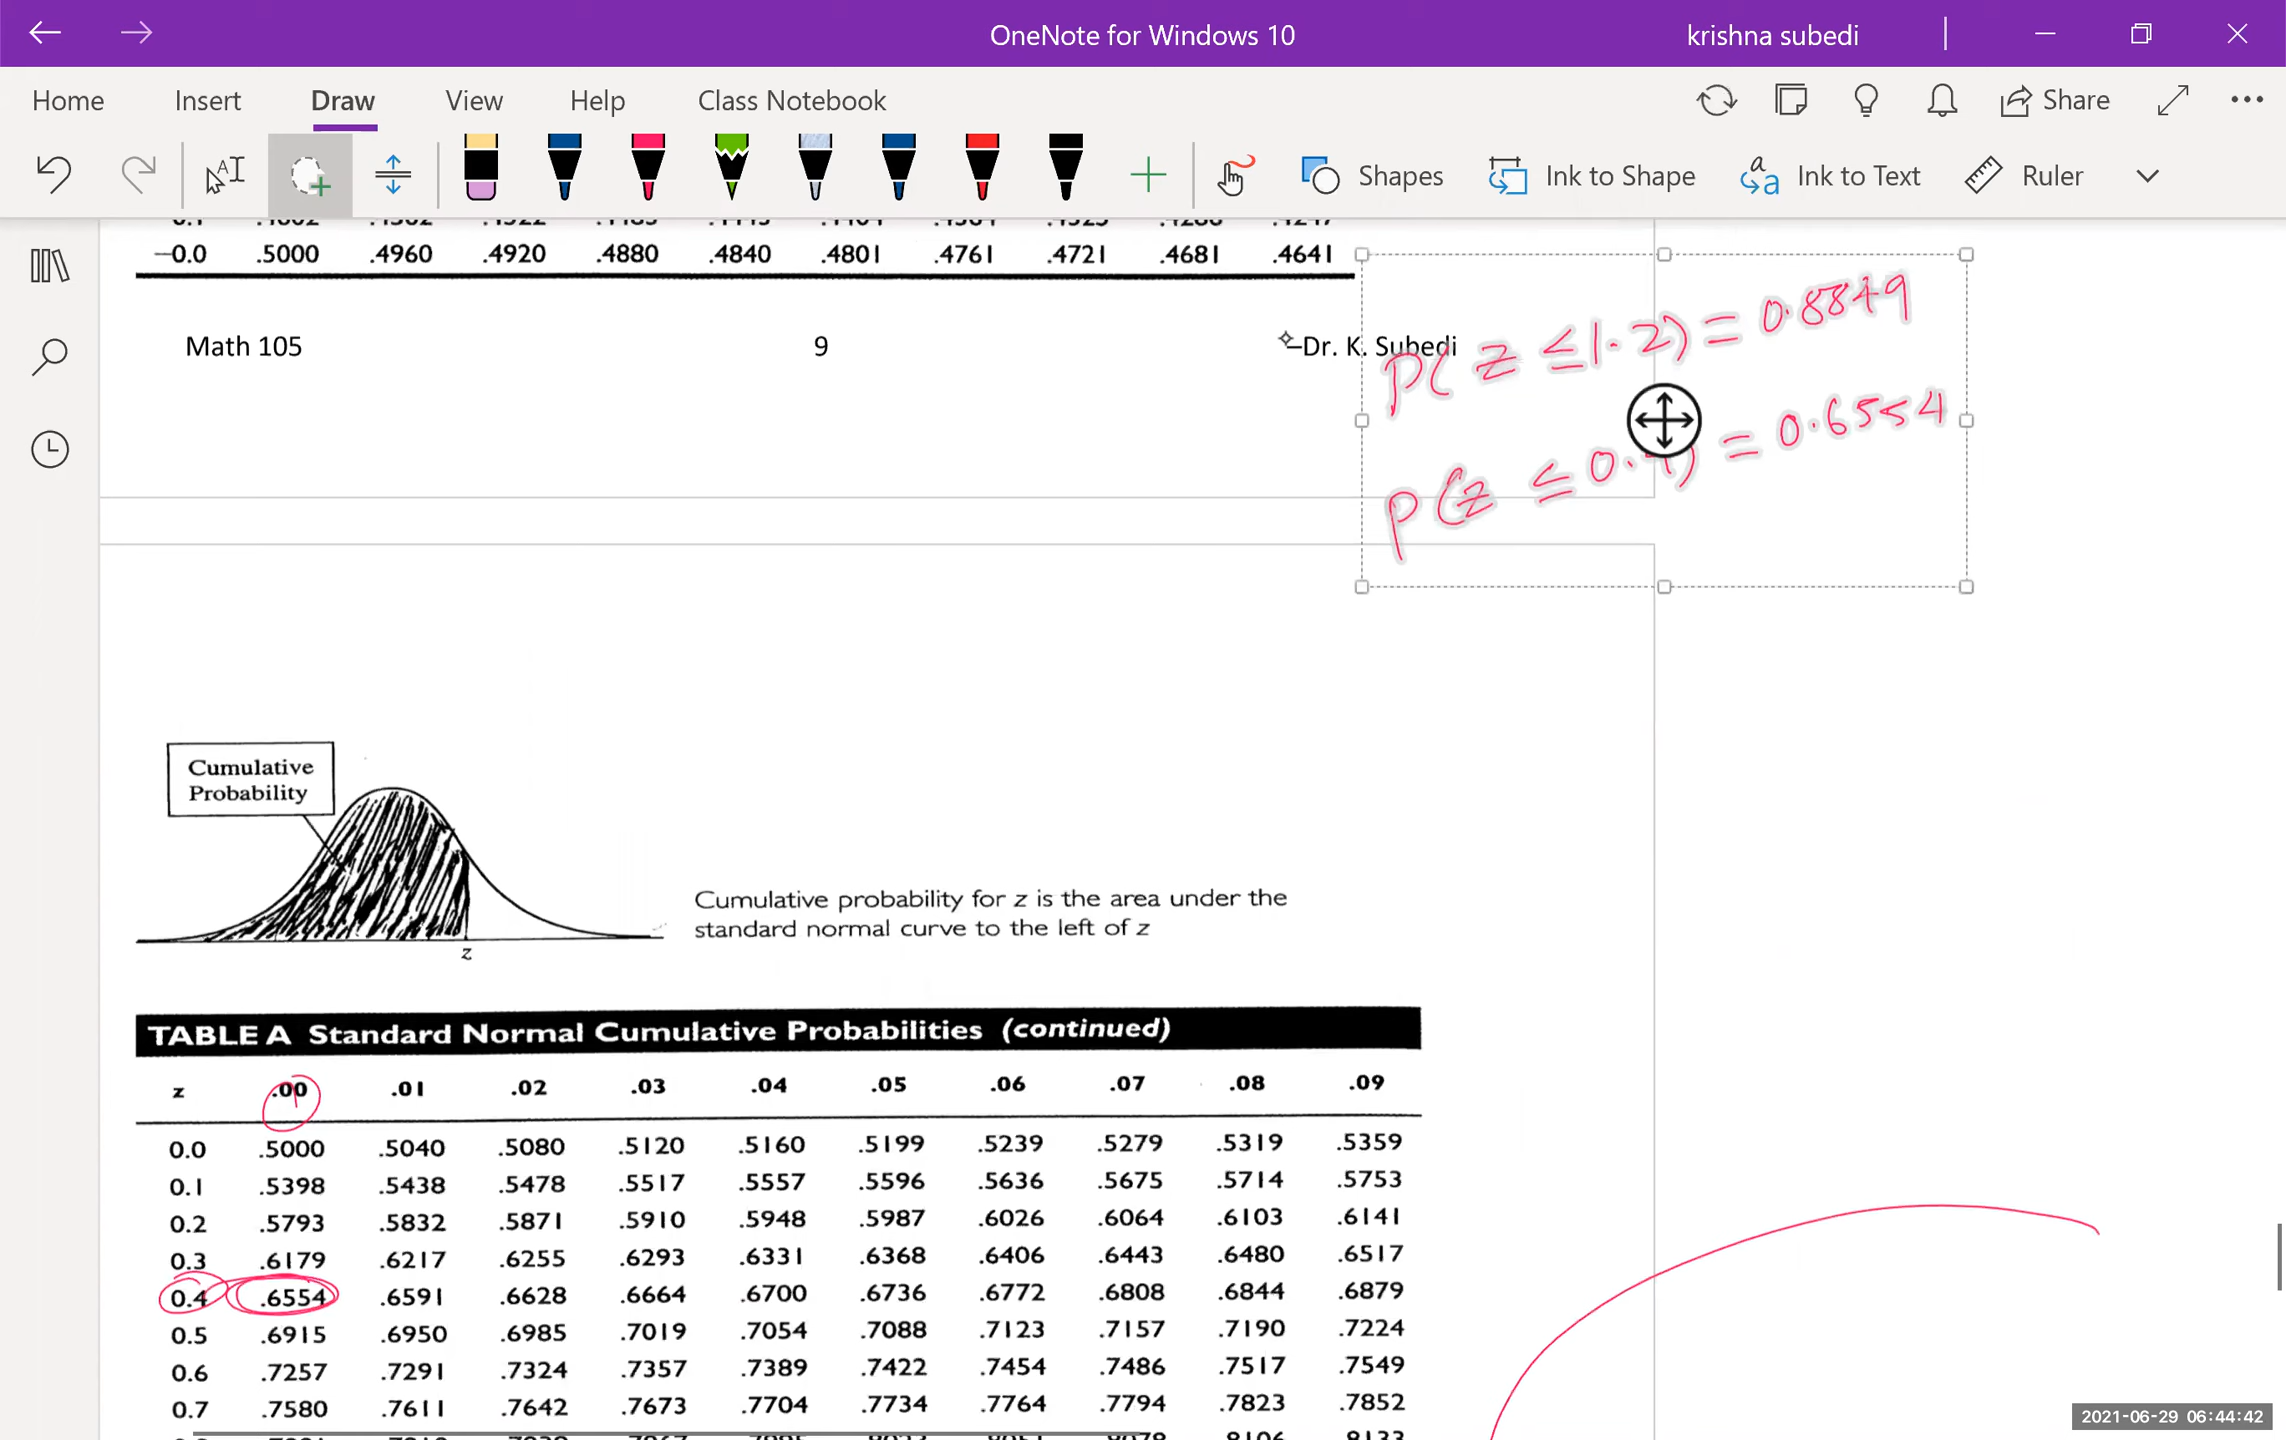 OneNote for Windows 10
krishna subedi
Home Insert Draw View Help Class Notebook Share
Shapes Ink to Shape Ink to Text Ruler
—0.0 .5000 .4960 .4920 .4880 .4840 .4801 .4761 .4721 .4681 .4641
Math 105 9 –Dr. K. Subedi
P(z ≤ 1.2) = 0.8849
P(z ≤ 0.4) = 0.6554
Cumulative
Probability
z
Cumulative probability for z is the area under the
standard normal curve to the left of z
TABLE A Standard Normal Cumulative Probabilities (continued)
z .00 .01 .02 .03 .04 .05 .06 .07 .08 .09
0.0 .5000 .5040 .5080 .5120 .5160 .5199 .5239 .5279 .5319 .5359
0.1 .5398 .5438 .5478 .5517 .5557 .5596 .5636 .5675 .5714 .5753
0.2 .5793 .5832 .5871 .5910 .5948 .5987 .6026 .6064 .6103 .6141
0.3 .6179 .6217 .6255 .6293 .6331 .6368 .6406 .6443 .6480 .6517
0.4 .6554 .6591 .6628 .6664 .6700 .6736 .6772 .6808 .6844 .6879
0.5 .6915 .6950 .6985 .7019 .7054 .7088 .7123 .7157 .7190 .7224
0.6 .7257 .7291 .7324 .7357 .7389 .7422 .7454 .7486 .7517 .7549
0.7 .7580 .7611 .7642 .7673 .7704 .7734 .7764 .7794 .7823 .7852
2021-06-29 06:44:42